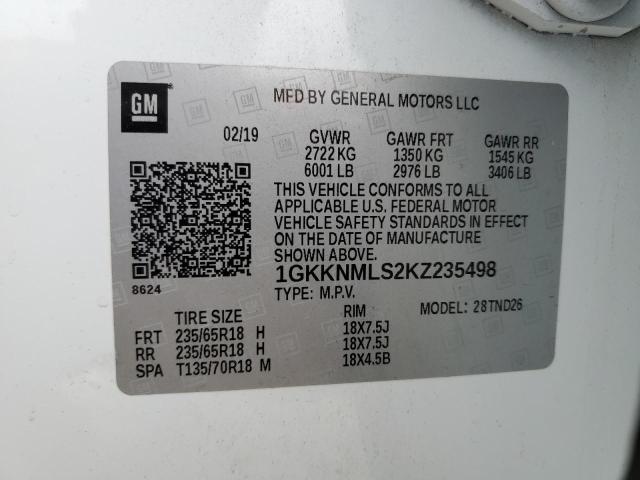 GM
MFD BY GENERAL MOTORS LLC
02/19 GVWR GAWR FRT GAWR RR
2722 KG 1350 KG 1545 KG
6001 LB 2976 LB 3406 LB
THIS VEHICLE CONFORMS TO ALL
APPLICABLE U.S. FEDERAL MOTOR
VEHICLE SAFETY STANDARDS IN EFFECT
ON THE DATE OF MANUFACTURE
SHOWN ABOVE.
1GKKNMLS2KZ235498
8624
TYPE: M.P.V. MODEL: 28TND26
TIRE SIZE RIM
FRT 235/65R18 H 18X7.5J
RR 235/65R18 H 18X7.5J
SPA T135/70R18 M 18X4.5B